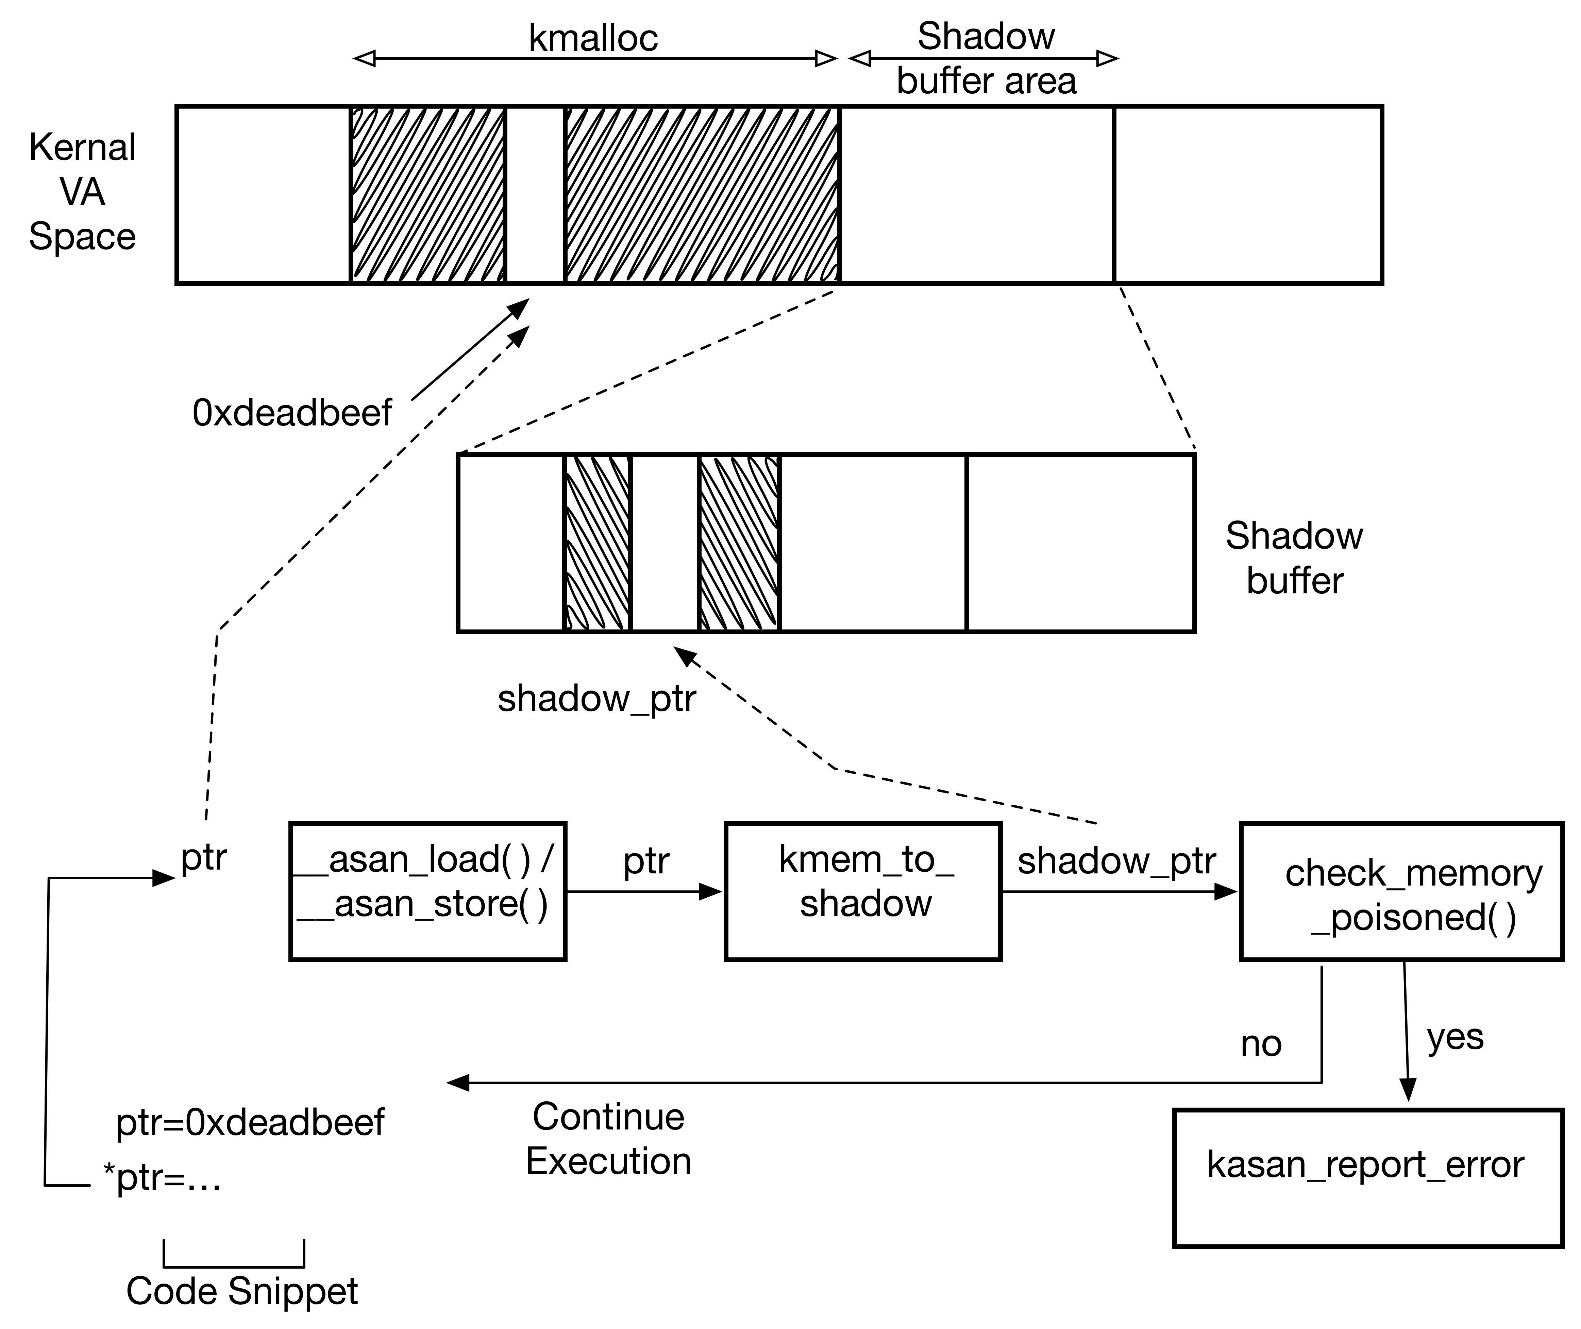 kmalloc
Shadow
buffer area
Kernal
VA
Space
0xdeadbeef
Shadow
buffer
shadow_ptr
ptr
__asan_load( ) /
__asan_store( )
ptr
kmem_to_
shadow
shadow_ptr
check_memory
_poisoned( )
no
yes
Continue
Execution
ptr=0xdeadbeef
*ptr=...
kasan_report_error
Code Snippet